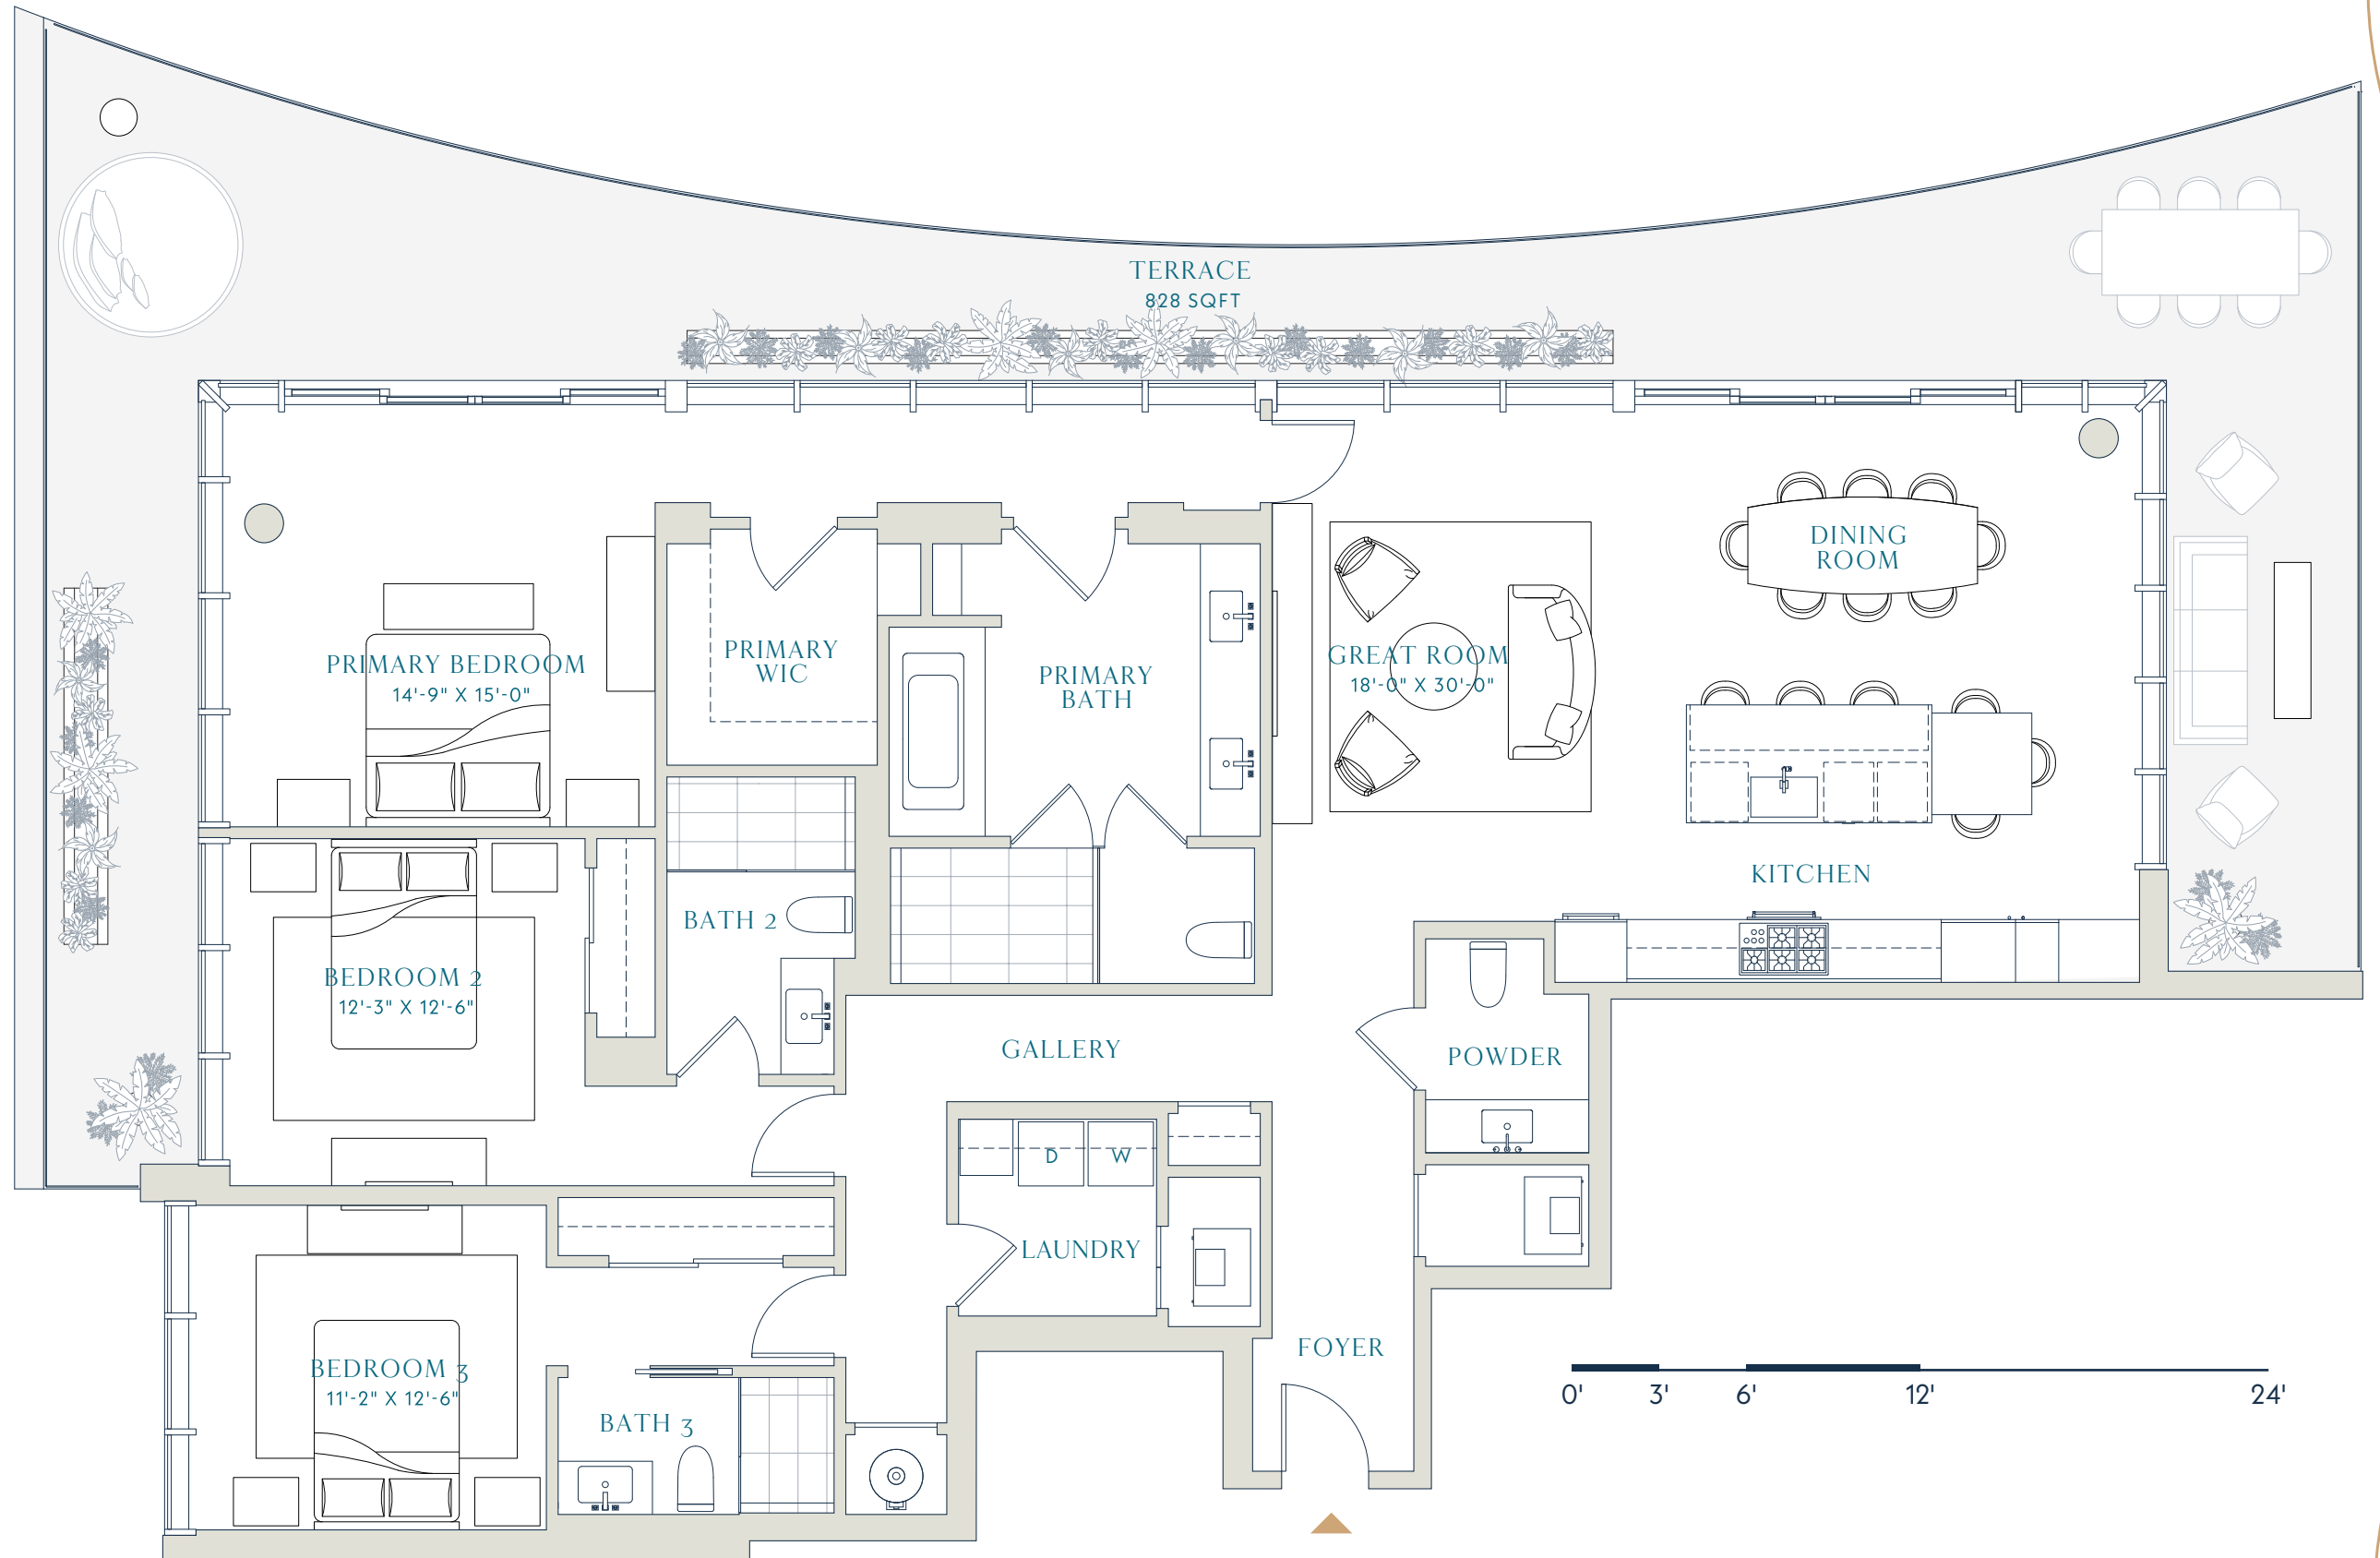 TERRACE
828 SQFT
DINING
ROOM
PRIMARY BEDROOM
14'-9" X 15'-0"
PRIMARY
WIC
PRIMARY
BATH
GREAT ROOM
18'-0" X 30'-0"
KITCHEN
BATH 2
BEDROOM 2
12'-3" X 12'-6"
GALLERY
POWDER
D
W
LAUNDRY
FOYER
BEDROOM 3
11'-2" X 12'-6"
BATH 3
0' 3' 6' 12' 24'